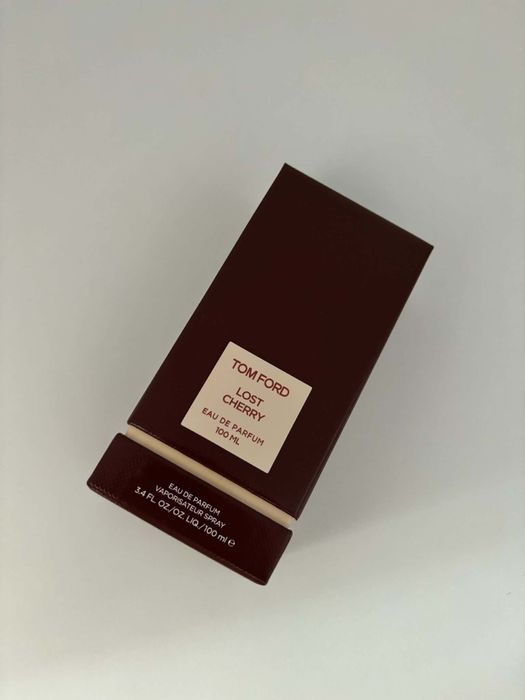 TOM FORD
LOST
CHERRY
EAU DE PARFUM
100 ML
EAU DE PARFUM
VAPORISATEUR SPRAY
3.4 FL. OZ./OZ. LIQ./100 ml ℮